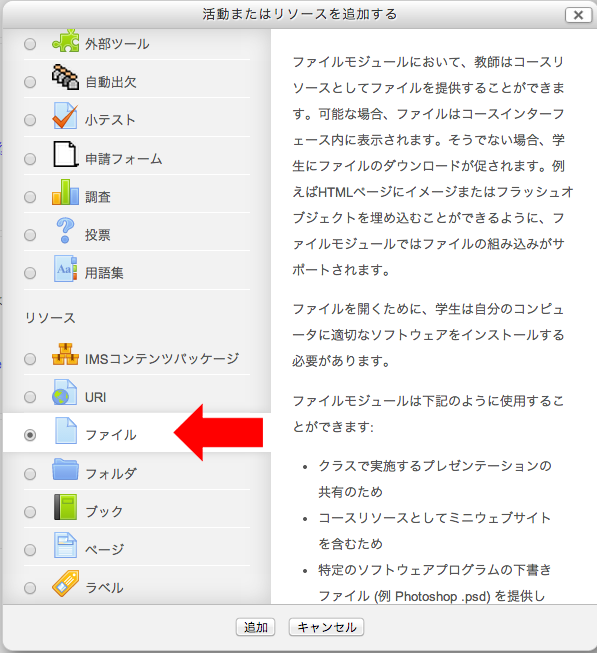 活動またはリソースを追加する
外部ツール
自動出欠
小テスト
申請フォーム
調査
投票
Aa
用語集
リソース
IMSコンテンツパッケージ
URI
ファイル
フォルダ
ブック
ページ
ラベル
ファイルモジュールにおいて、教師はコースリ
ソースとしてファイルを提供することができま
す。可能な場合、ファイルはコースインターフ
ェース内に表示されます。そうでない場合、学
生にファイルのダウンロードが促されます。例
えばHTMLページにイメージまたはフラッシュオ
ブジェクトを埋め込むことができるように、フ
ァイルモジュールではファイルの組み込みがサ
ポートされます。
ファイルを開くために、学生は自分のコンピュ
ータに適切なソフトウェアをインストールする
必要があります。
ファイルモジュールは下記のように使用するこ
とができます:
• クラスで実施するプレゼンテーションの
共有のため
• コースリソースとしてミニウェブサイト
を含むため
• 特定のソフトウェアプログラムの下書き
ファイル (例 Photoshop .psd) を提供し
追加
キャンセル